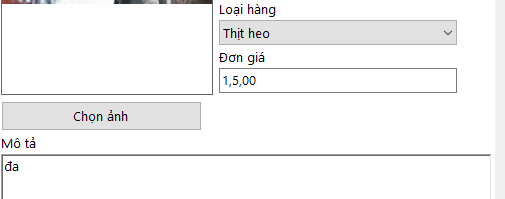 Loại hàng
Thịt heo
Đơn giá
1,5,00
Chọn ảnh
Mô tả
đa